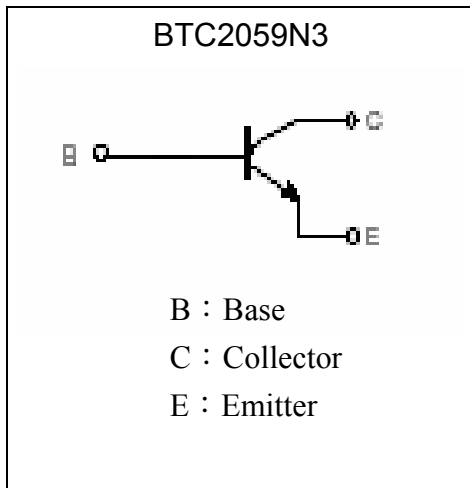 BTC2059N3
C
B
E
B：Base
C：Collector
E：Emitter